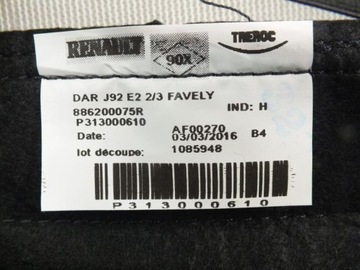 RENAULT 90X TREROC
DAR J92 E2 2/3 FAVELY
886200075R IND: H
P313000610
AF00270
Date: 03/03/2016 B4
lot découpe: 1085948
P313000610